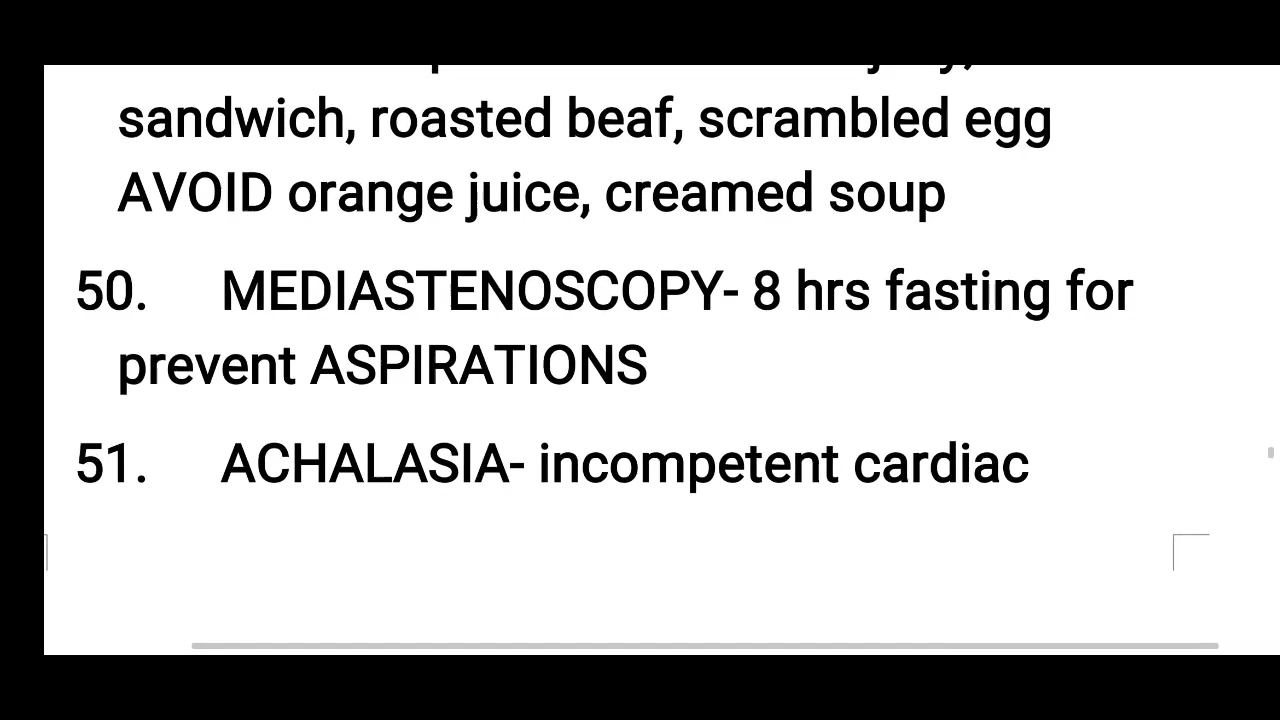 sandwich, roasted beaf, scrambled egg
AVOID orange juice, creamed soup
50. MEDIASTENOSCOPY- 8 hrs fasting for
prevent ASPIRATIONS
51. ACHALASIA- incompetent cardiac